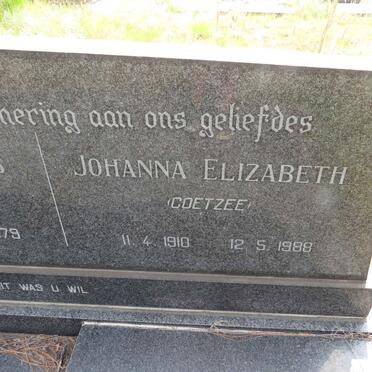 nering aan ons geliefdes
JOHANNA ELIZABETH
(COETZEE)
79 11. 4. 1910 12. 5. 1988
IT WAS U WIL